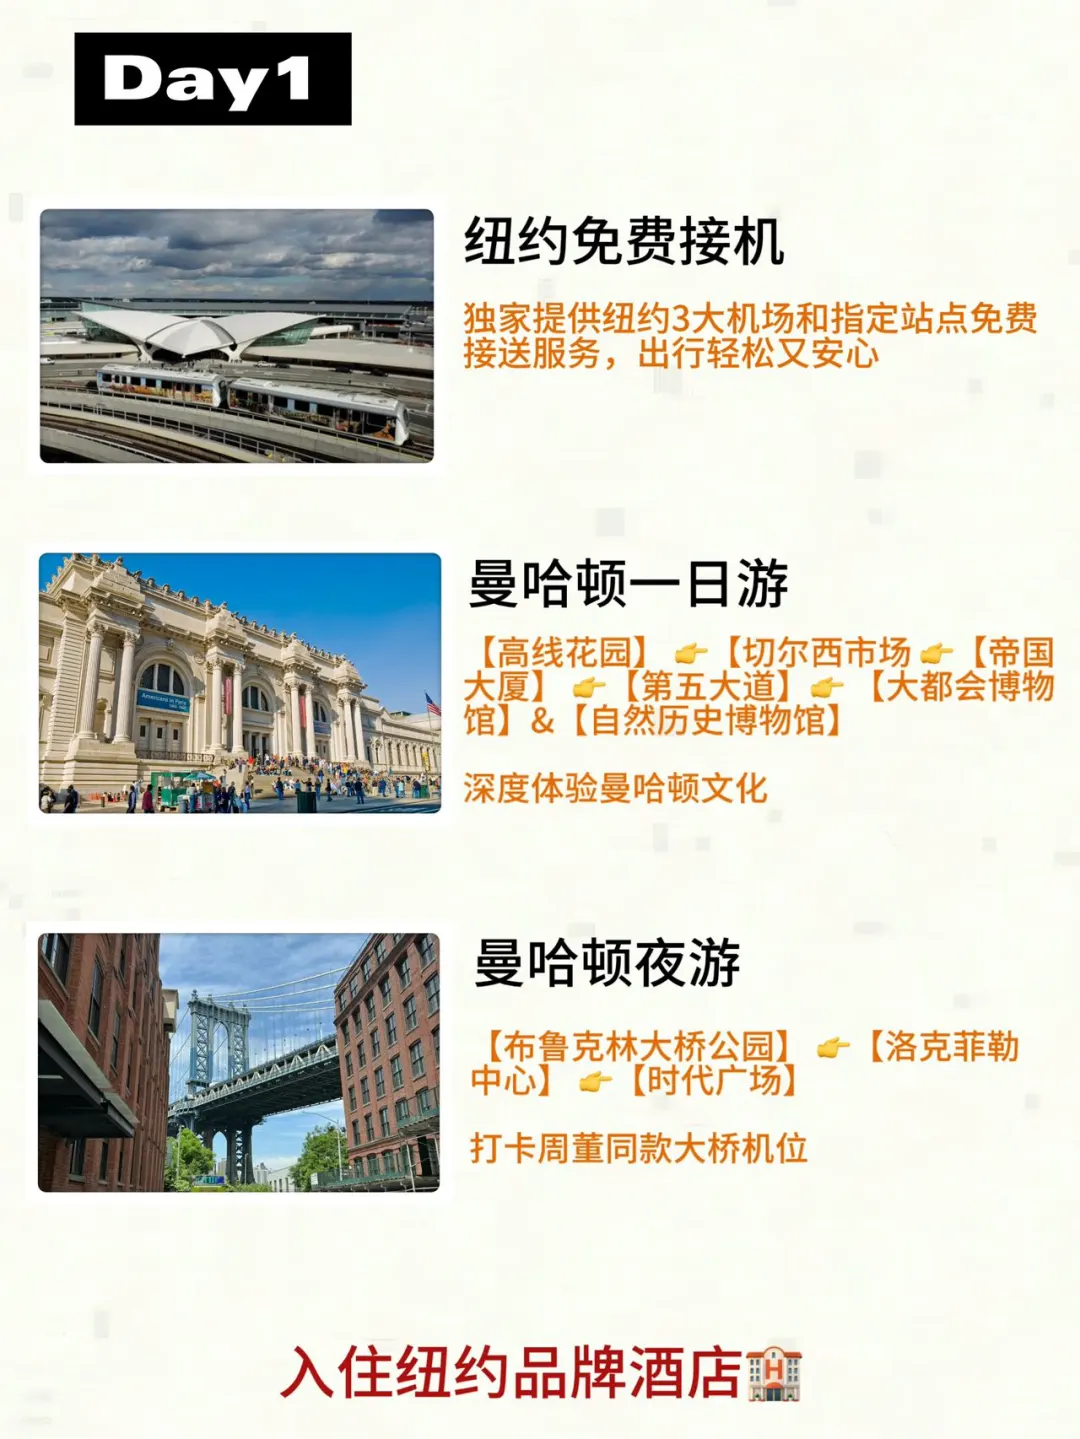 Day1
纽约免费接机
独家提供纽约3大机场和指定站点免费
接送服务，出行轻松又安心
曼哈顿一日游
【高线花园】 👉【切尔西市场 👉【帝国
大厦】 👉【第五大道】👉 【大都会博物
馆】&【自然历史博物馆】
深度体验曼哈顿文化
曼哈顿夜游
【布鲁克林大桥公园】 👉【洛克菲勒
中心】 👉【时代广场】
打卡周董同款大桥机位
入住纽约品牌酒店🏨